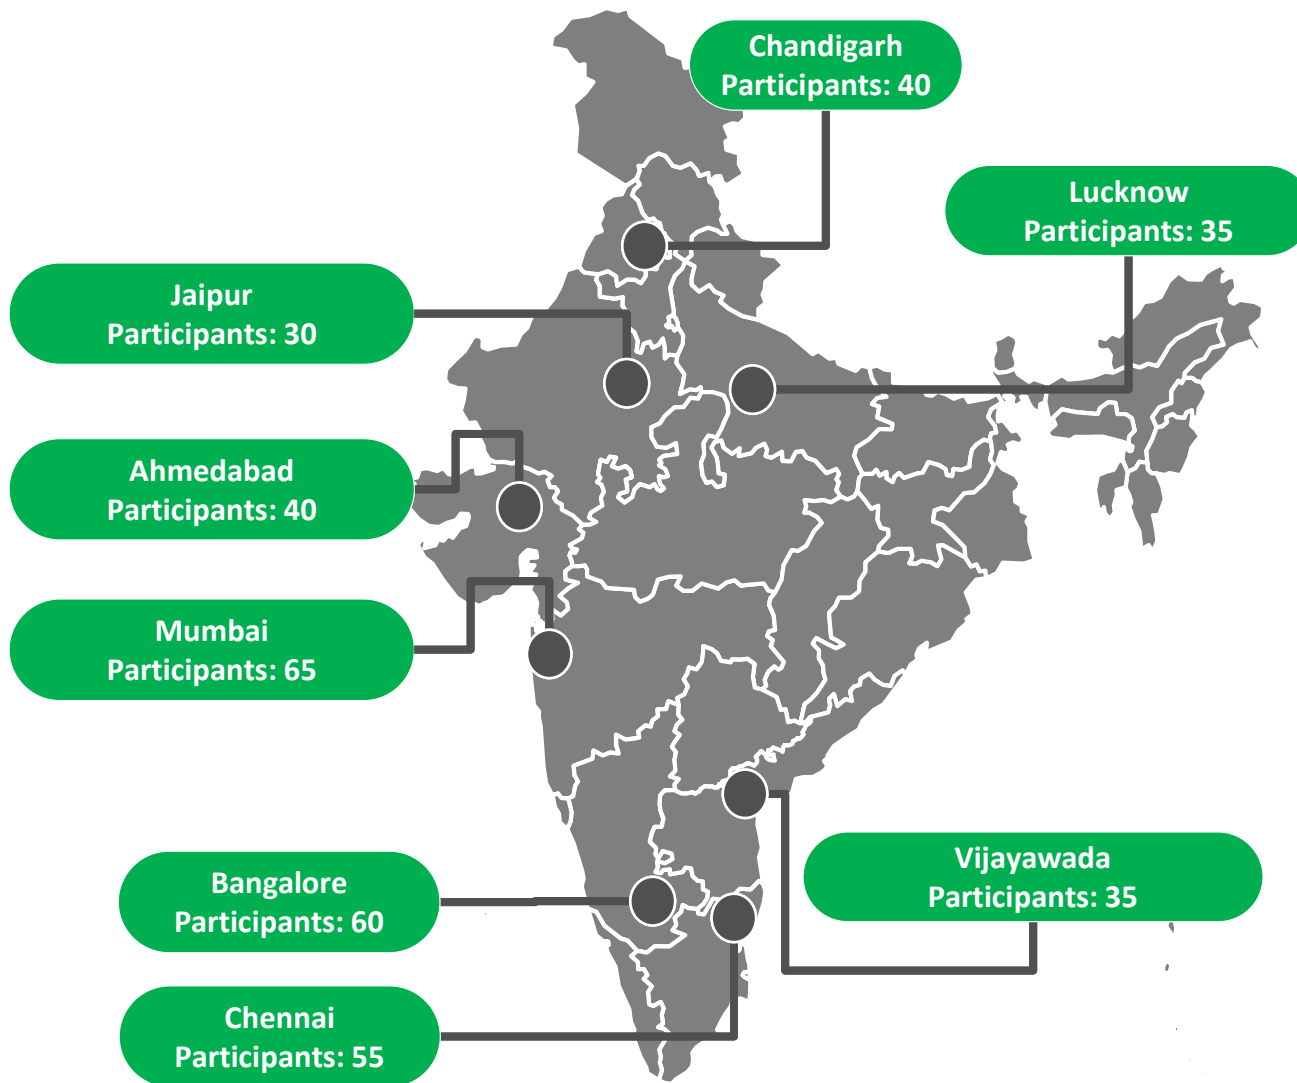 Chandigarh
Participants: 40
Lucknow
Participants: 35
Jaipur
Participants: 30
Ahmedabad
Participants: 40
Mumbai
Participants: 65
Vijayawada
Participants: 35
Bangalore
Participants: 60
Chennai
Participants: 55